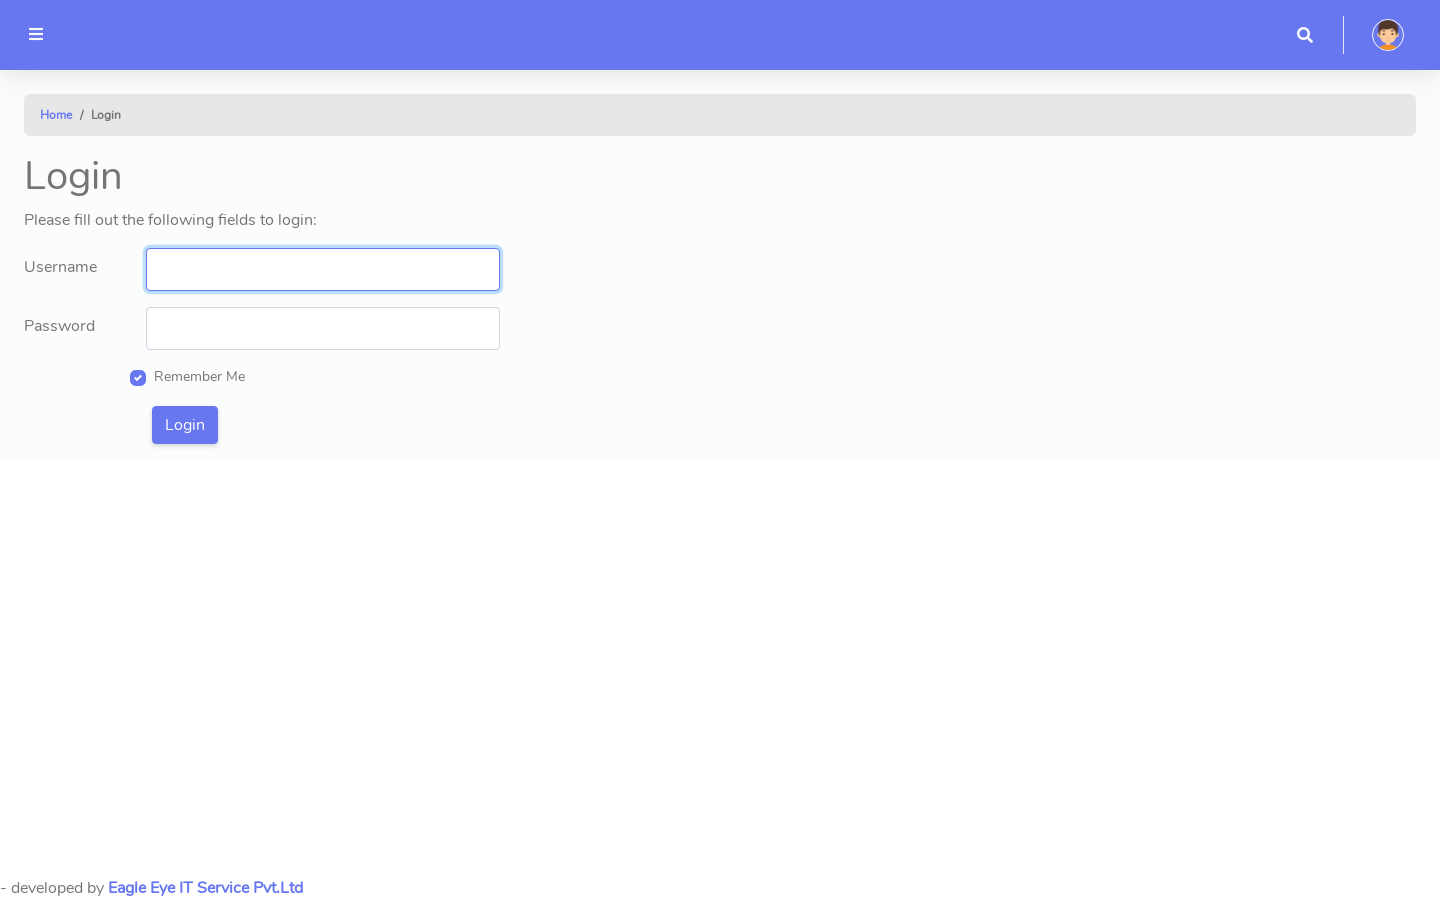 Home / Login
Login
Please fill out the following fields to login:
Username
Password
Remember Me
Login
- developed by Eagle Eye IT Service Pvt.Ltd